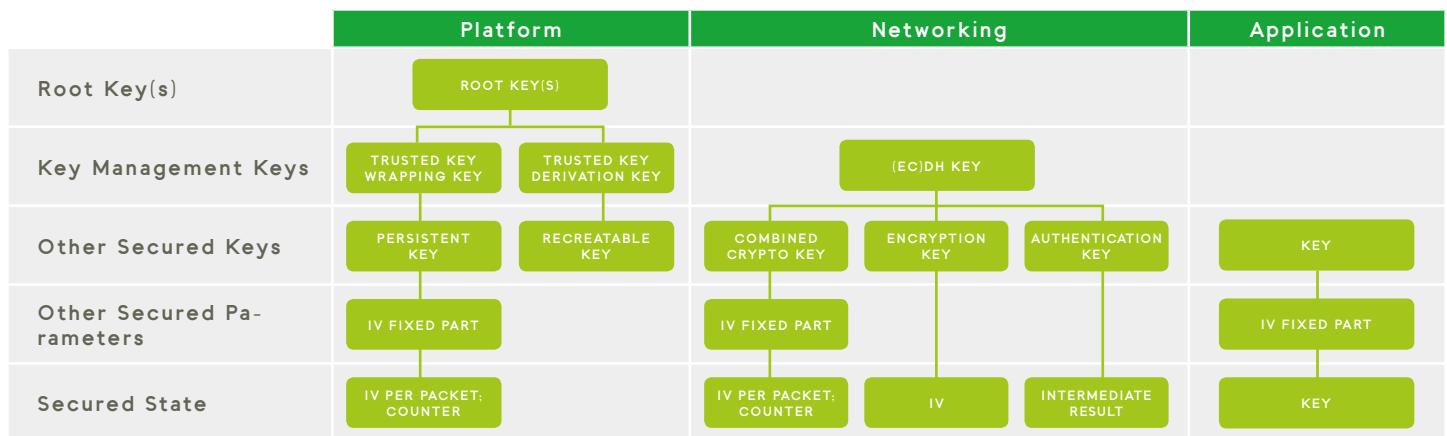 Platform
Networking
Application
Root Key(s)
ROOT KEY(S)
Key Management Keys
TRUSTED KEY
WRAPPING KEY
TRUSTED KEY
DERIVATION KEY
(EC)DH KEY
Other Secured Keys
PERSISTENT
KEY
RECREATABLE
KEY
COMBINED
CRYPTO KEY
ENCRYPTION
KEY
AUTHENTICATION
KEY
KEY
Other Secured Pa-
rameters
IV FIXED PART
IV FIXED PART
IV FIXED PART
Secured State
IV PER PACKET;
COUNTER
IV PER PACKET;
COUNTER
IV
INTERMEDIATE
RESULT
KEY